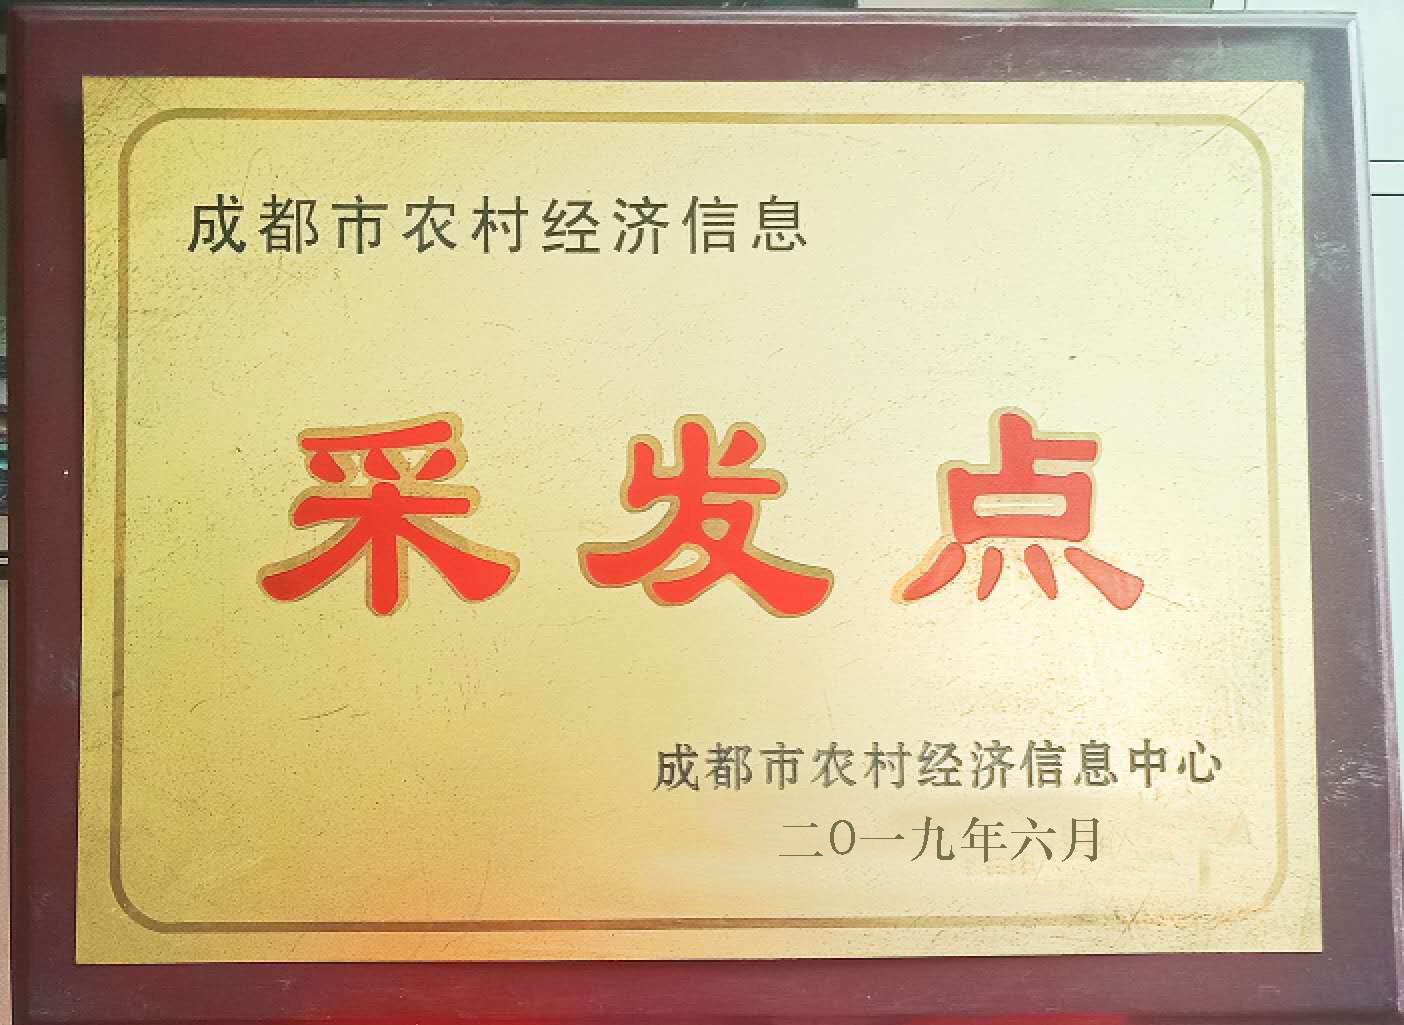 成都市农村经济信息
采发点
成都市农村经济信息中心
二〇一九年六月